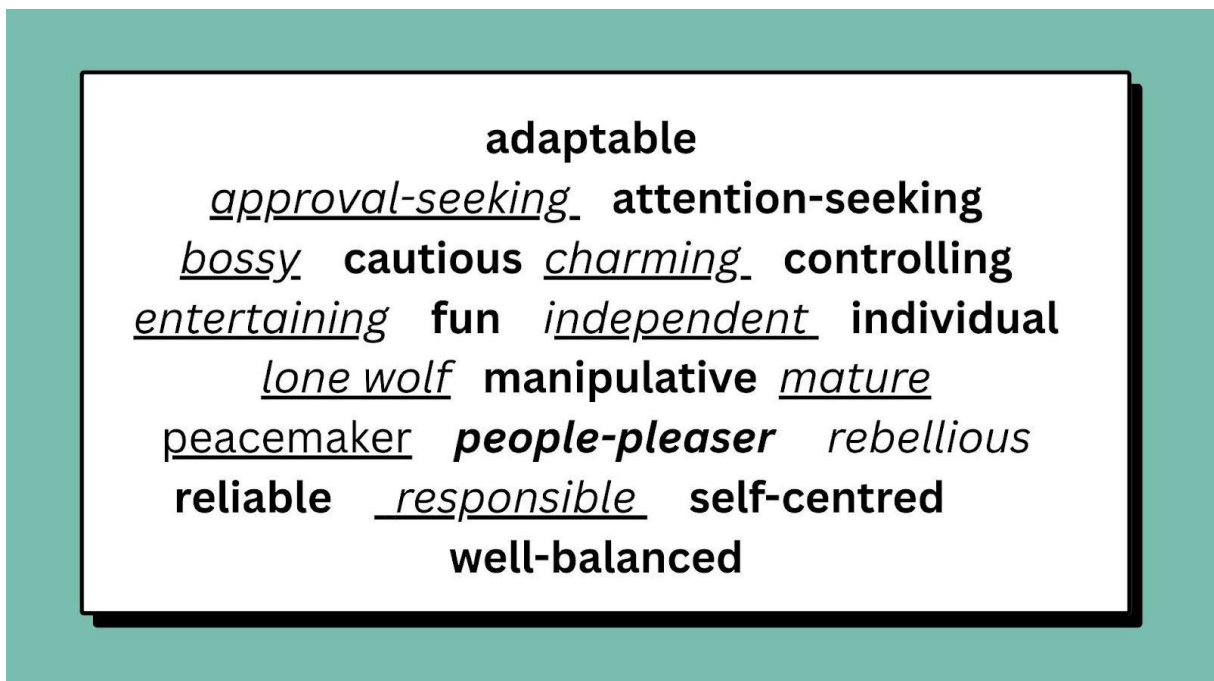 adaptable
approval-seeking attention-seeking
bossy cautious charming controlling
entertaining fun independent individual
lone wolf manipulative mature
peacemaker people-pleaser rebellious
reliable responsible self-centred
well-balanced